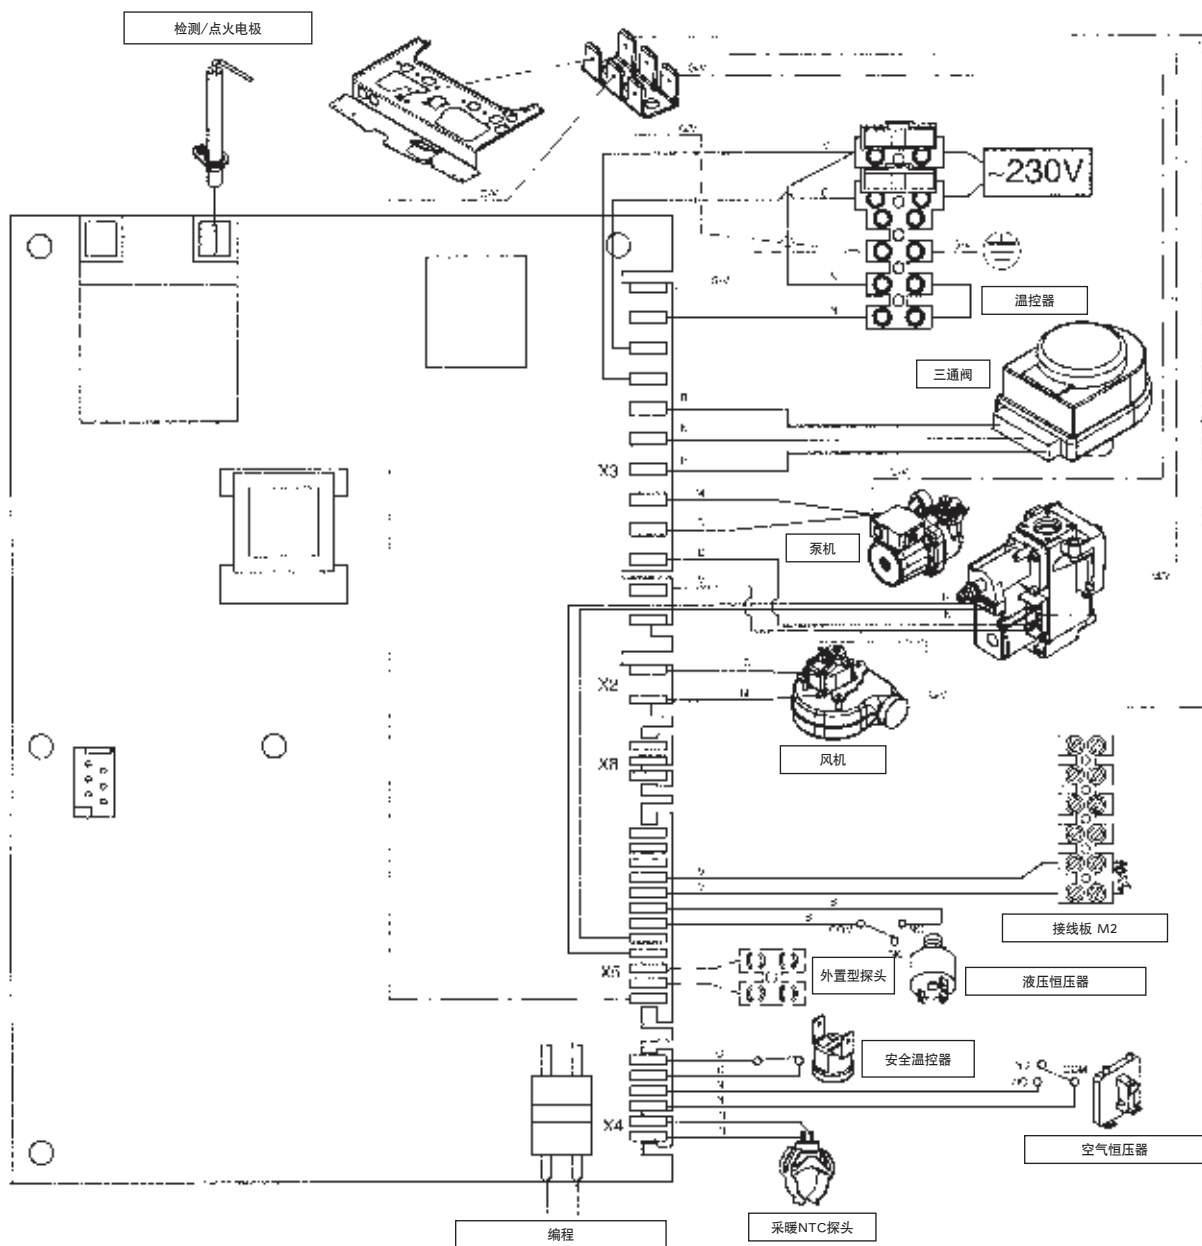 检测/点火电极
~230V
温控器
三通阀
X3
泵机
X2
风机
X8
接线板 M2
外置型探头
液压恒压器
X5
安全温控器
COM
X4
空气恒压器
采暖NTC探头
编程